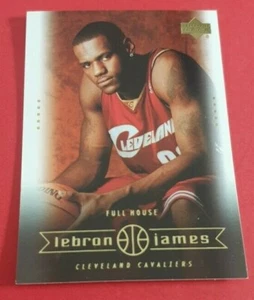 CLEVELAND
FULL HOUSE
lebron james
CLEVELAND CAVALIERS